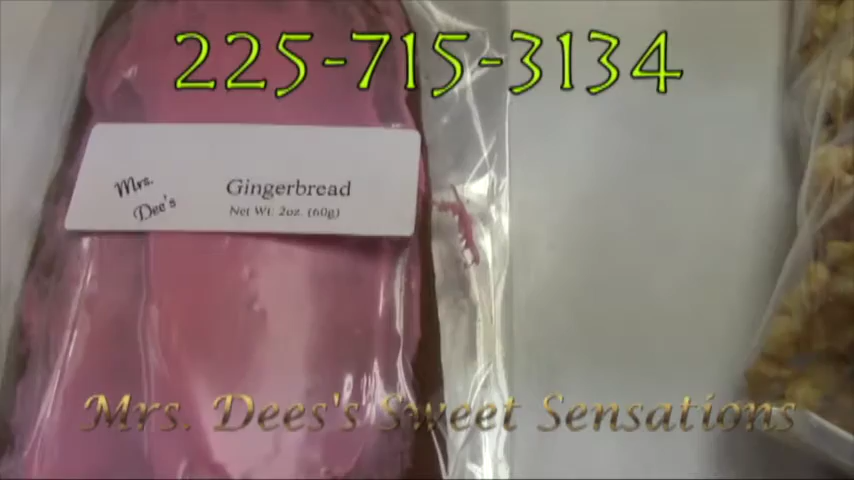 225-715-3134
Mrs.
Dee's
Gingerbread
Net Wt. 2oz. (60g)
Mrs. Dees's Sweet Sensations